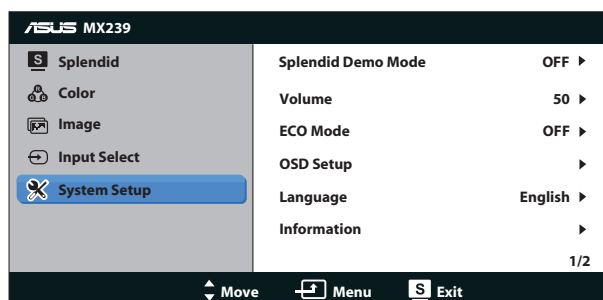 ASUS MX239
S Splendid
Color
Image
Input Select
System Setup
Splendid Demo Mode OFF
Volume 50
ECO Mode OFF
OSD Setup
Language English
Information
1/2
Move Menu S Exit